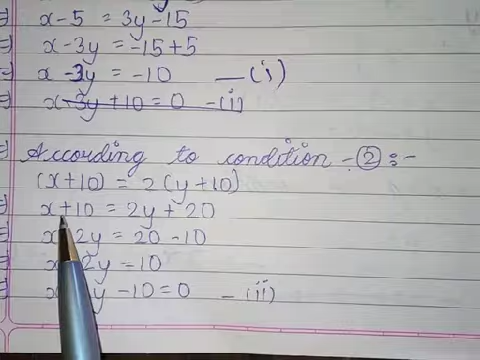 ⇒ x - 5 = 3y - 15
⇒ x - 3y = -15 + 5
⇒ x - 3y = -10 — (i)
⇒ x - 3y + 10 = 0 - (i)
⇒ According to condition - ② :-
(x + 10) = 2 (y + 10)
⇒ x + 10 = 2y + 20
⇒ x - 2y = 20 - 10
⇒ x 2y = 10
⇒ x y - 10 = 0 - (ii)